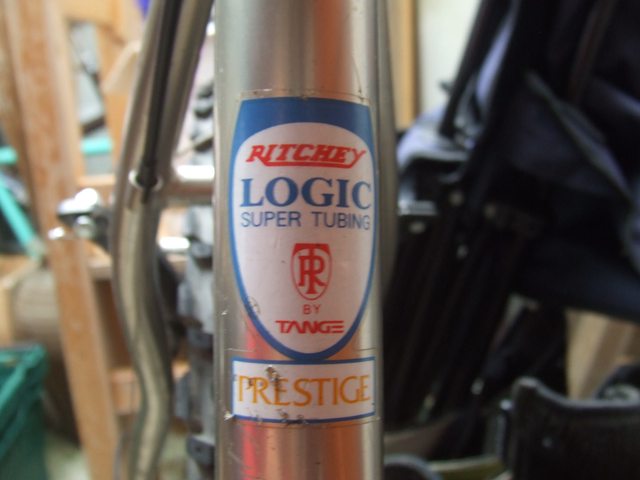 RITCHEY
LOGIC
SUPER TUBING
TR
BY
TANGE
PRESTIGE